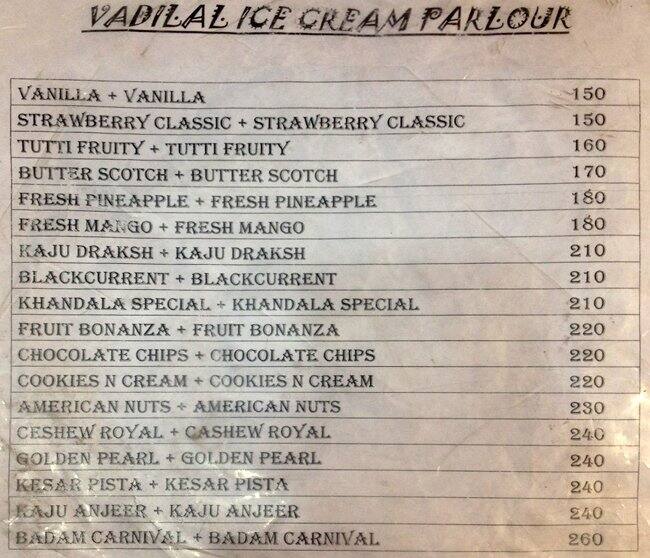 VADILAL ICE CREAM PARLOUR
VANILLA + VANILLA 150
STRAWBERRY CLASSIC + STRAWBERRY CLASSIC 150
TUTTI FRUITY + TUTTI FRUITY 160
BUTTER SCOTCH + BUTTER SCOTCH 170
FRESH PINEAPPLE + FRESH PINEAPPLE 180
FRESH MANGO + FRESH MANGO 180
KAJU DRAKSH + KAJU DRAKSH 210
BLACKCURRENT + BLACKCURRENT 210
KHANDALA SPECIAL + KHANDALA SPECIAL 210
FRUIT BONANZA + FRUIT BONANZA 220
CHOCOLATE CHIPS + CHOCOLATE CHIPS 220
COOKIES N CREAM + COOKIES N CREAM 220
AMERICAN NUTS + AMERICAN NUTS 230
CESHEW ROYAL + CASHEW ROYAL 240
GOLDEN PEARL + GOLDEN PEARL 240
KESAR PISTA + KESAR PISTA 240
KAJU ANJEER + KAJU ANJEER 240
BADAM CARNIVAL + BADAM CARNIVAL 260